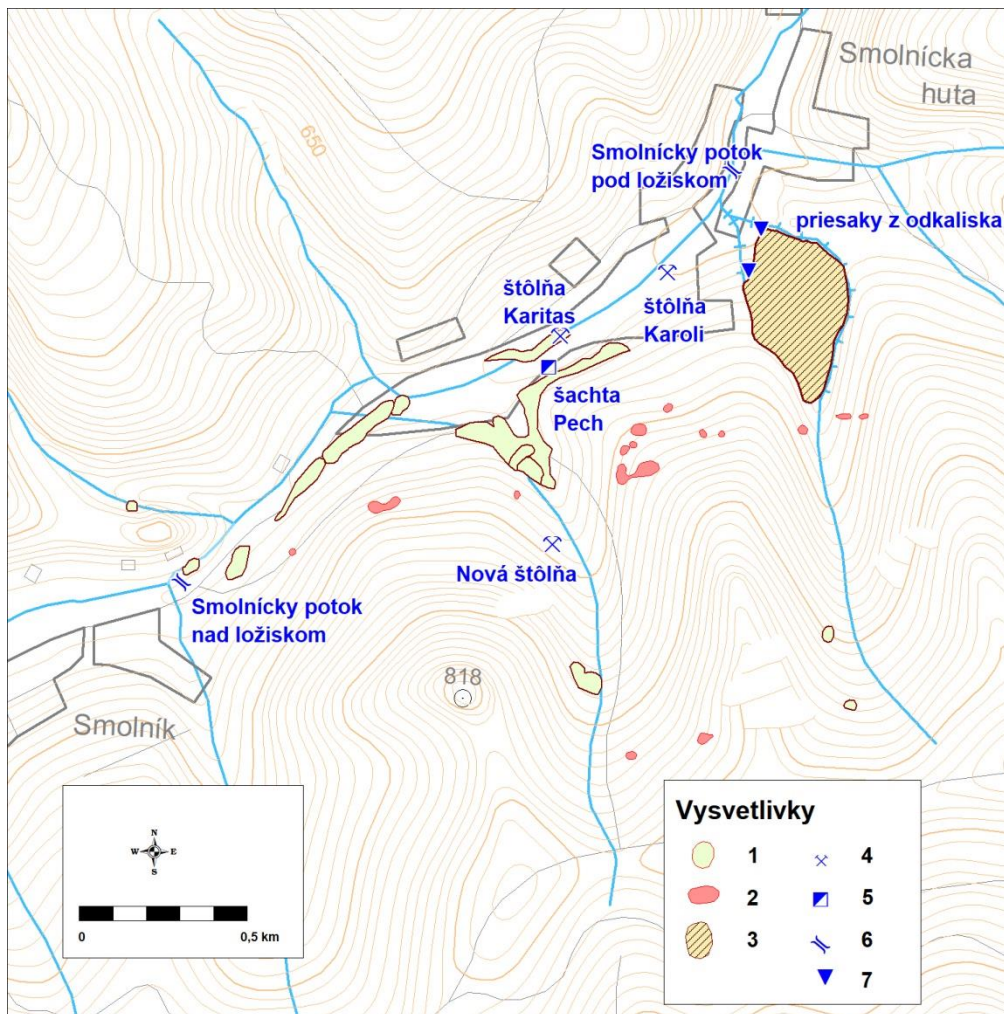 Smolnícka
huta
650
Smolnícky potok
pod ložiskom
priesaky z odkaliska
štôlňa
Karitas
štôlňa
Karoli
šachta
Pech
Nová štôlňa
Smolnícky potok
nad ložiskom
818
Smolník
N
W E
S
0 0,5 km
Vysvetlivky
1 4
2 5
3 6
7